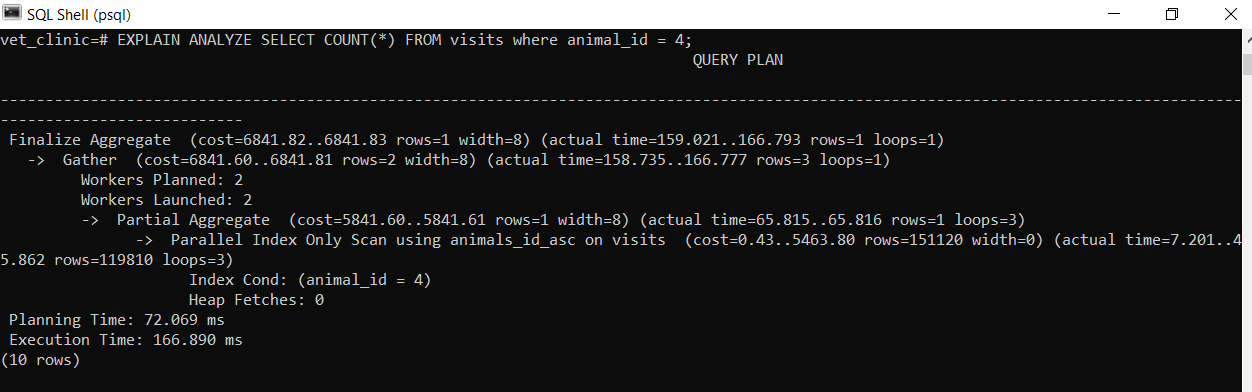 SQL Shell (psql)
vet_clinic=# EXPLAIN ANALYZE SELECT COUNT(*) FROM visits where animal_id = 4;
QUERY PLAN
-------------------------------------------------------------------------------------------------------------------------------------------
---------------------------
Finalize Aggregate  (cost=6841.82..6841.83 rows=1 width=8) (actual time=159.021..166.793 rows=1 loops=1)
->  Gather  (cost=6841.60..6841.81 rows=2 width=8) (actual time=158.735..166.777 rows=3 loops=1)
Workers Planned: 2
Workers Launched: 2
->  Partial Aggregate  (cost=5841.60..5841.61 rows=1 width=8) (actual time=65.815..65.816 rows=1 loops=3)
->  Parallel Index Only Scan using animals_id_asc on visits  (cost=0.43..5463.80 rows=151120 width=0) (actual time=7.201..4
5.862 rows=119810 loops=3)
Index Cond: (animal_id = 4)
Heap Fetches: 0
Planning Time: 72.069 ms
Execution Time: 166.890 ms
(10 rows)